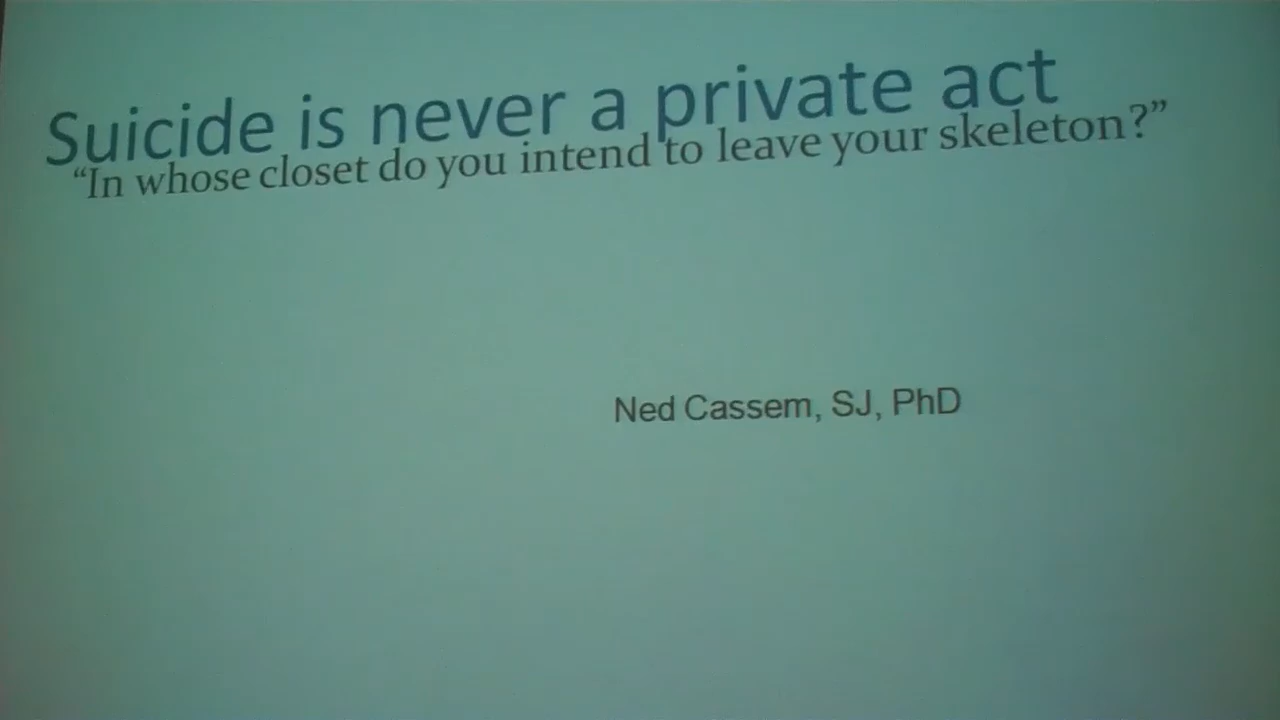 Suicide is never a private act
“In whose closet do you intend to leave your skeleton?”
Ned Cassem, SJ, PhD